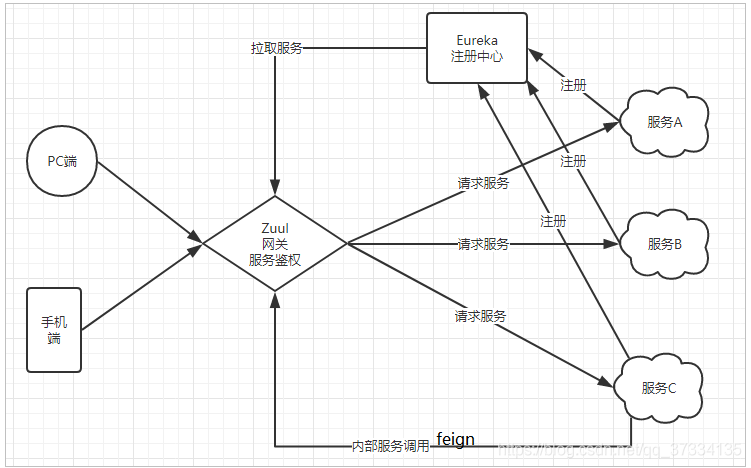 Eureka
注册中心
拉取服务
注册
服务A
PC端
注册
请求服务
注册
Zuul
网关
服务鉴权
请求服务
服务B
手机
端
请求服务
服务C
内部服务调用 feign
https://blog.csdn.net/qq_37334135